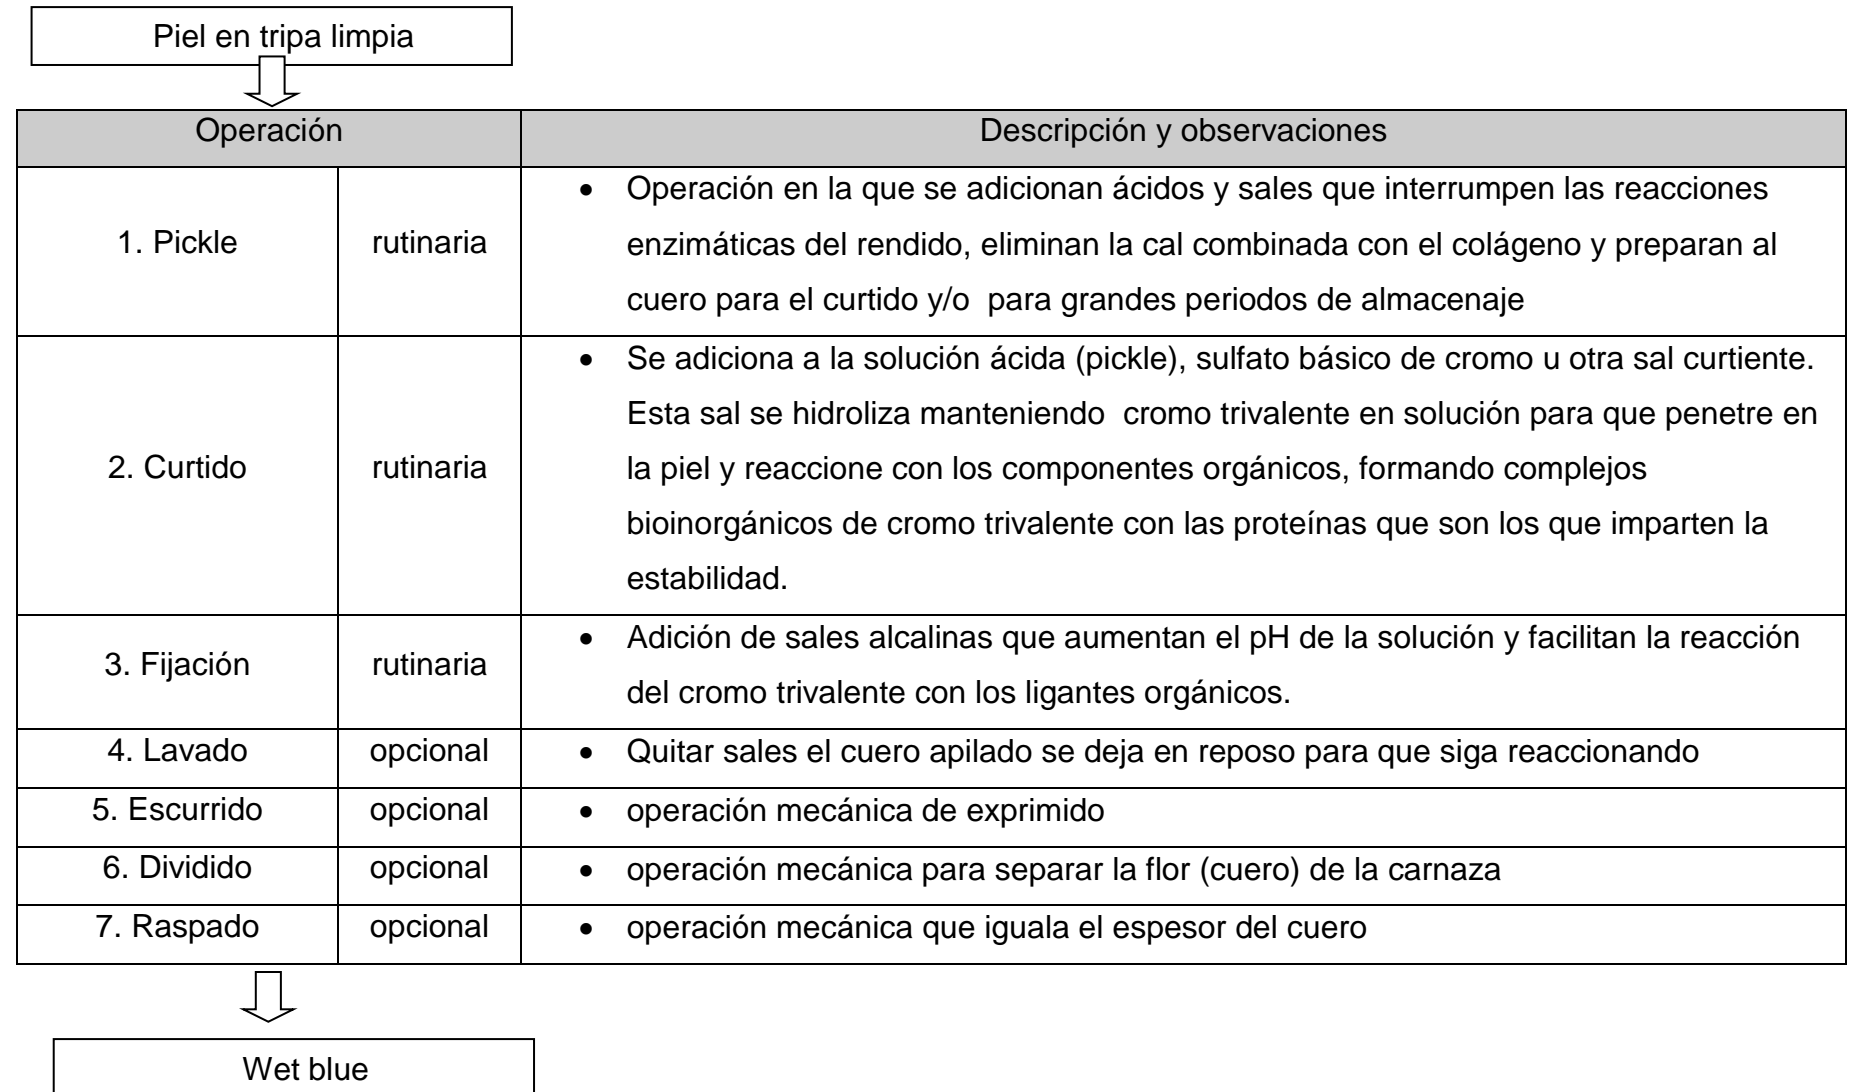 Piel en tripa limpia
Operación
Descripción y observaciones
1. Pickle
rutinaria
• Operación en la que se adicionan ácidos y sales que interrumpen las reacciones
enzimáticas del rendido, eliminan la cal combinada con el colágeno y preparan al
cuero para el curtido y/o  para grandes periodos de almacenaje
2. Curtido
rutinaria
• Se adiciona a la solución ácida (pickle), sulfato básico de cromo u otra sal curtiente.
Esta sal se hidroliza manteniendo  cromo trivalente en solución para que penetre en
la piel y reaccione con los componentes orgánicos, formando complejos
bioinorgánicos de cromo trivalente con las proteínas que son los que imparten la
estabilidad.
3. Fijación
rutinaria
• Adición de sales alcalinas que aumentan el pH de la solución y facilitan la reacción
del cromo trivalente con los ligantes orgánicos.
4. Lavado
opcional
• Quitar sales el cuero apilado se deja en reposo para que siga reaccionando
5. Escurrido
opcional
• operación mecánica de exprimido
6. Dividido
opcional
• operación mecánica para separar la flor (cuero) de la carnaza
7. Raspado
opcional
• operación mecánica que iguala el espesor del cuero
Wet blue